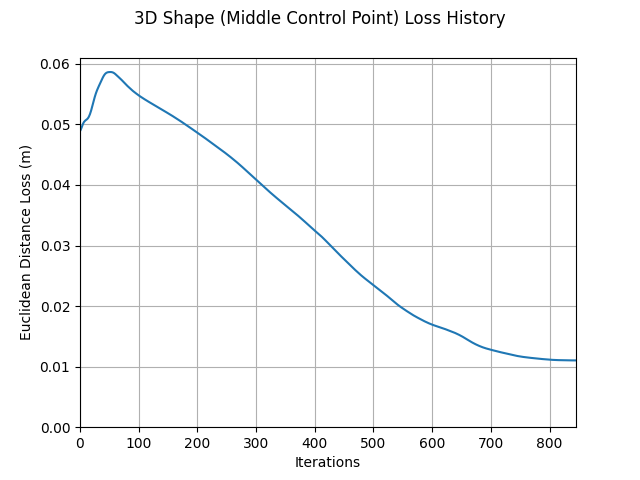 3D Shape (Middle Control Point) Loss History
0.06
0.05
0.04
0.03
0.02
0.01
0.00
Euclidean Distance Loss (m)
0 100 200 300 400 500 600 700 800
Iterations